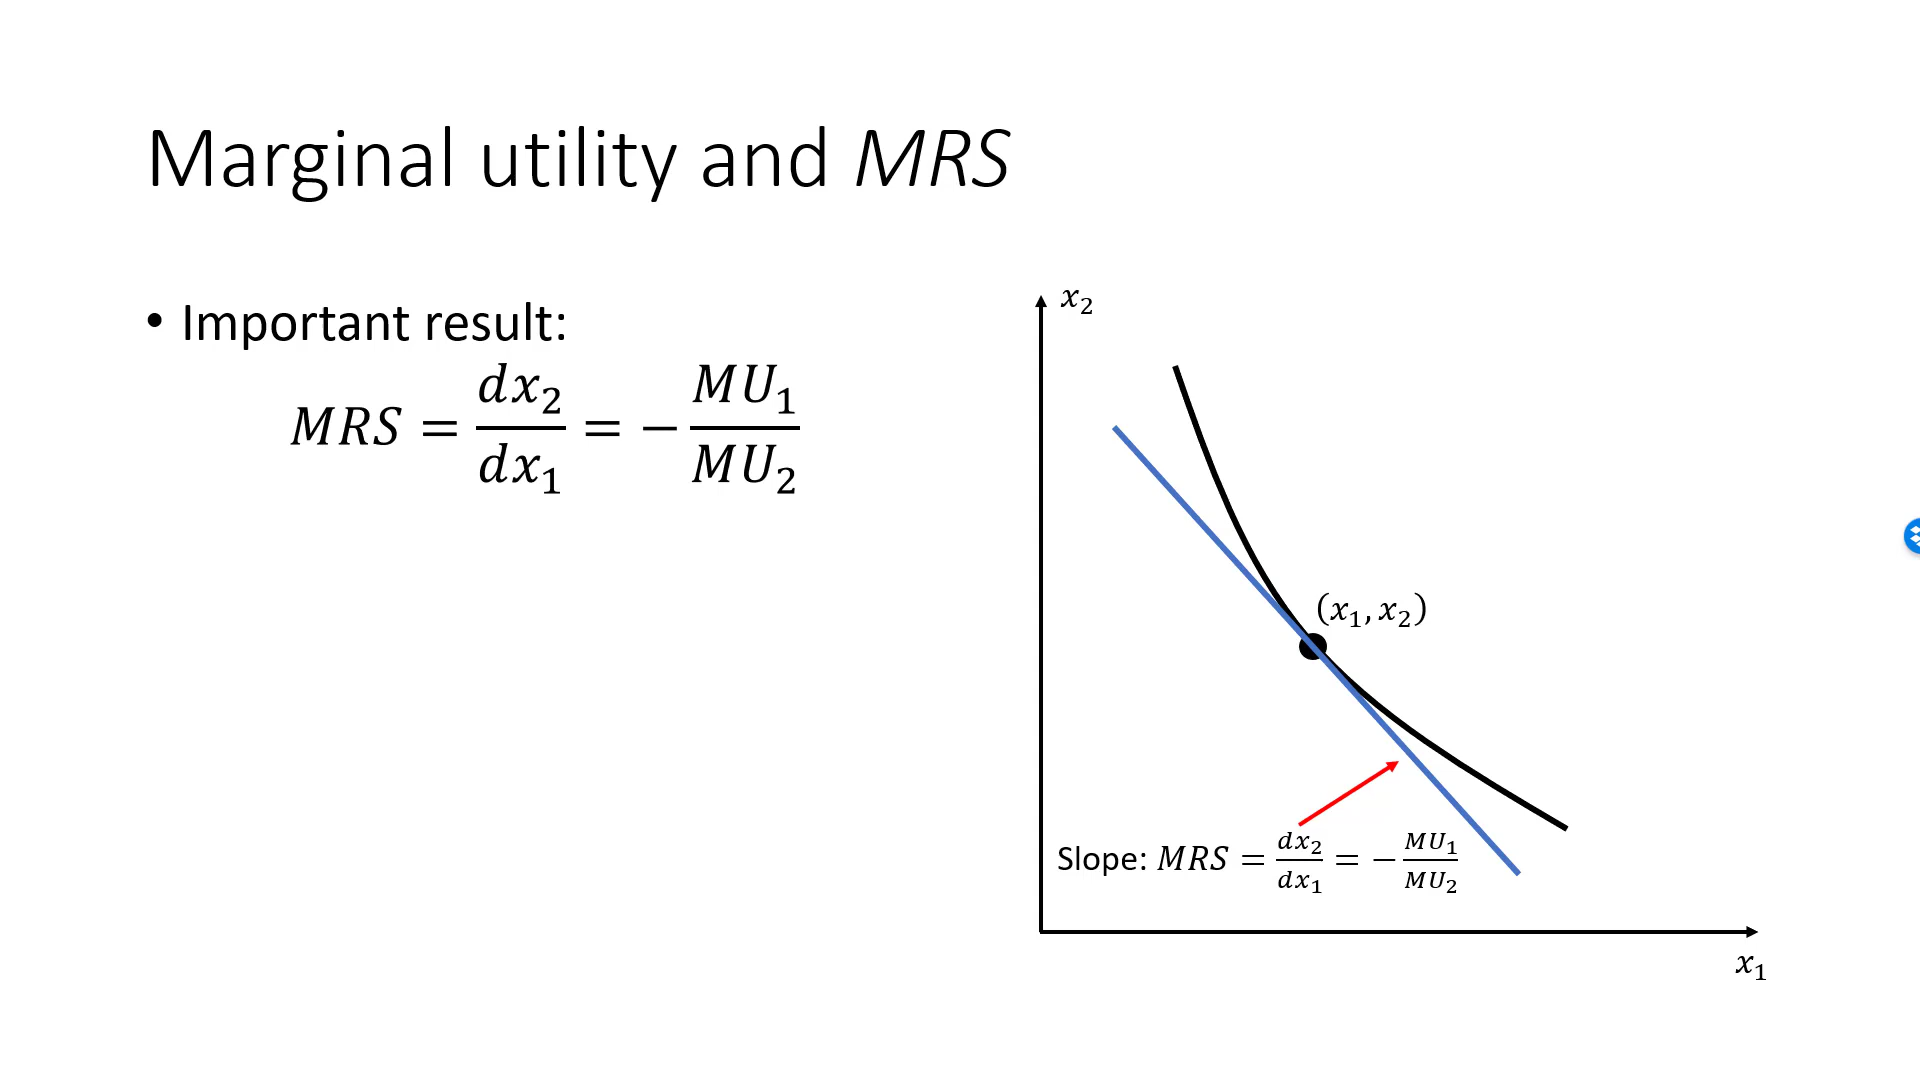 Marginal utility and MRS
• Important result:
MRS = dx₂/dx₁ = − MU₁/MU₂
x₂
(x₁, x₂)
Slope: MRS = dx₂/dx₁ = − MU₁/MU₂
x₁